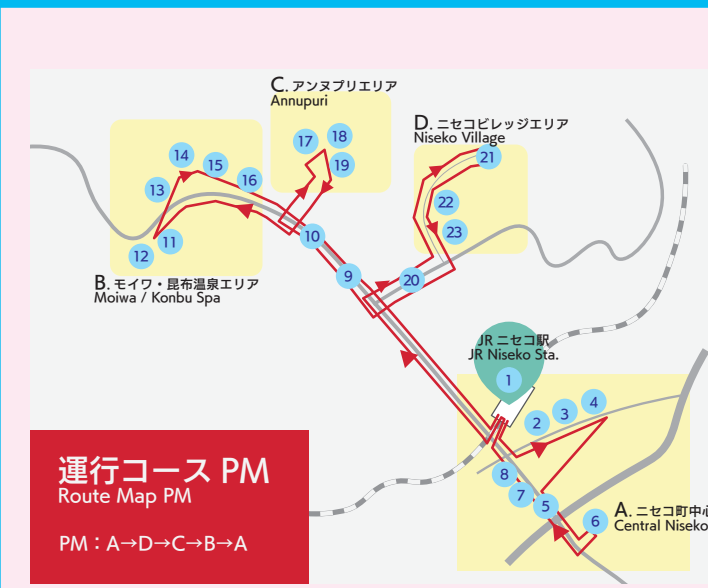 C. アンヌプリエリア
Annupuri
17
18
19
D. ニセコビレッジエリア
Niseko Village
21
22
23
14
15
16
13
12
11
10
9
20
B. モイワ・昆布温泉エリア
Moiwa / Konbu Spa
JR ニセコ駅
JR Niseko Sta.
1
2
3
4
8
7
5
6
A. ニセコ町中心
Central Niseko
運行コース PM
Route Map PM
PM：A→D→C→B→A